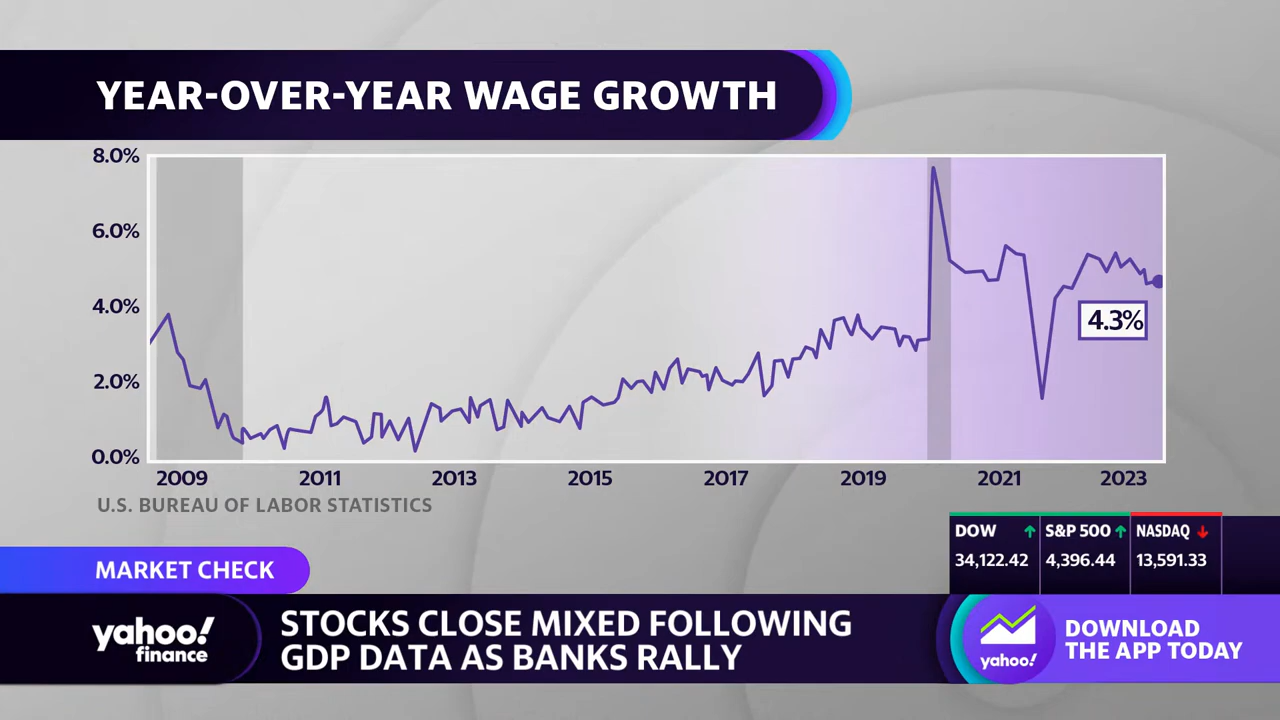 YEAR-OVER-YEAR WAGE GROWTH
8.0%
6.0%
4.0%
2.0%
0.0%
4.3%
2009 2011 2013 2015 2017 2019 2021 2023
U.S. BUREAU OF LABOR STATISTICS
DOW S&P 500 NASDAQ
34,122.42 4,396.44 13,591.33
MARKET CHECK
yahoo!
finance
STOCKS CLOSE MIXED FOLLOWING
GDP DATA AS BANKS RALLY
yahoo!
DOWNLOAD
THE APP TODAY